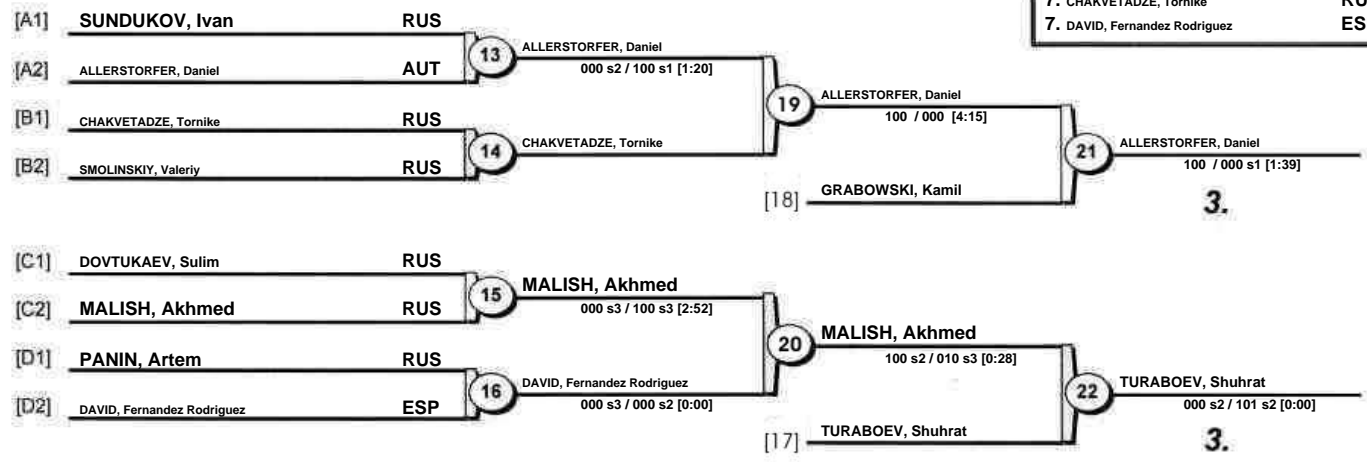 7. CHAKVETADZE, Tornike
7. DAVID, Fernandez Rodriguez ES
[A1] SUNDUKOV, Ivan RUS
13 ALLERSTORFER, Daniel
[A2] ALLERSTORFER, Daniel AUT
000 s2 / 100 s1 [1:20]
19 ALLERSTORFER, Daniel
100 / 000 [4:15]
[B1] CHAKVETADZE, Tornike RUS
14 CHAKVETADZE, Tornike
[B2] SMOLINSKIY, Valeriy RUS
21 ALLERSTORFER, Daniel
100 / 000 s1 [1:39]
[18] GRABOWSKI, Kamil
3.
[C1] DOVTUKAEV, Sulim RUS
15 MALISH, Akhmed
[C2] MALISH, Akhmed RUS
000 s3 / 100 s3 [2:52]
20 MALISH, Akhmed
100 s2 / 010 s3 [0:28]
[D1] PANIN, Artem RUS
16 DAVID, Fernandez Rodriguez
[D2] DAVID, Fernandez Rodriguez ESP
000 s3 / 000 s2 [0:00]
22 TURABOEV, Shuhrat
000 s2 / 101 s2 [0:00]
[17] TURABOEV, Shuhrat
3.